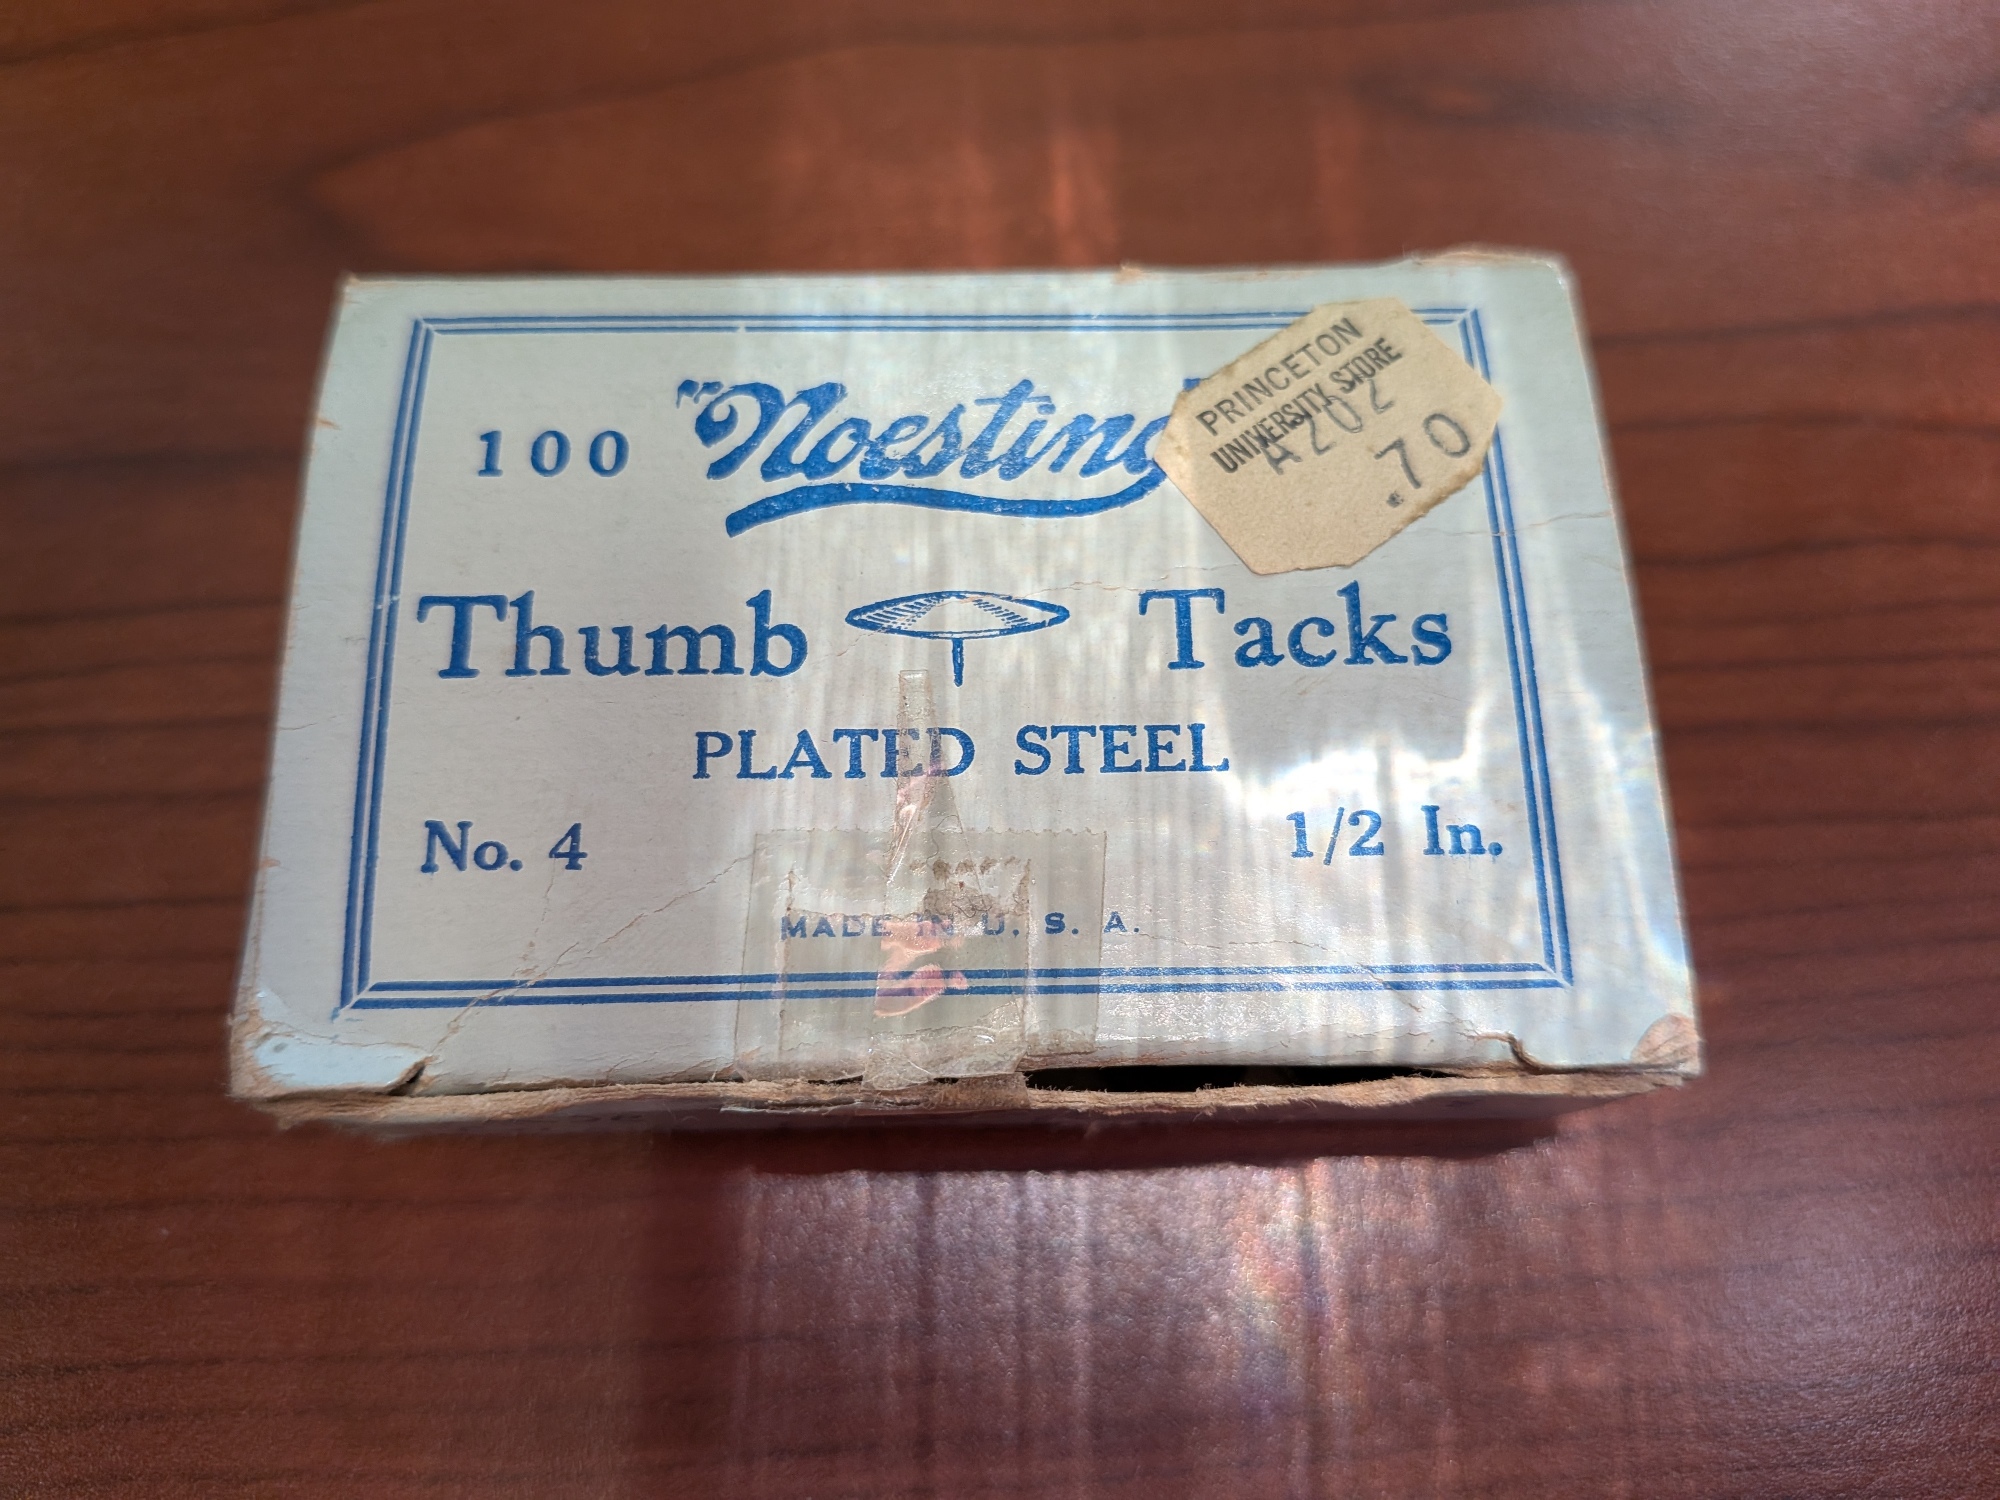 100 "Noesting
PRINCETON
UNIVERSITY STORE
A202
.70
Thumb Tacks
PLATED STEEL
No. 4 1/2 In.
MADE IN U. S. A.